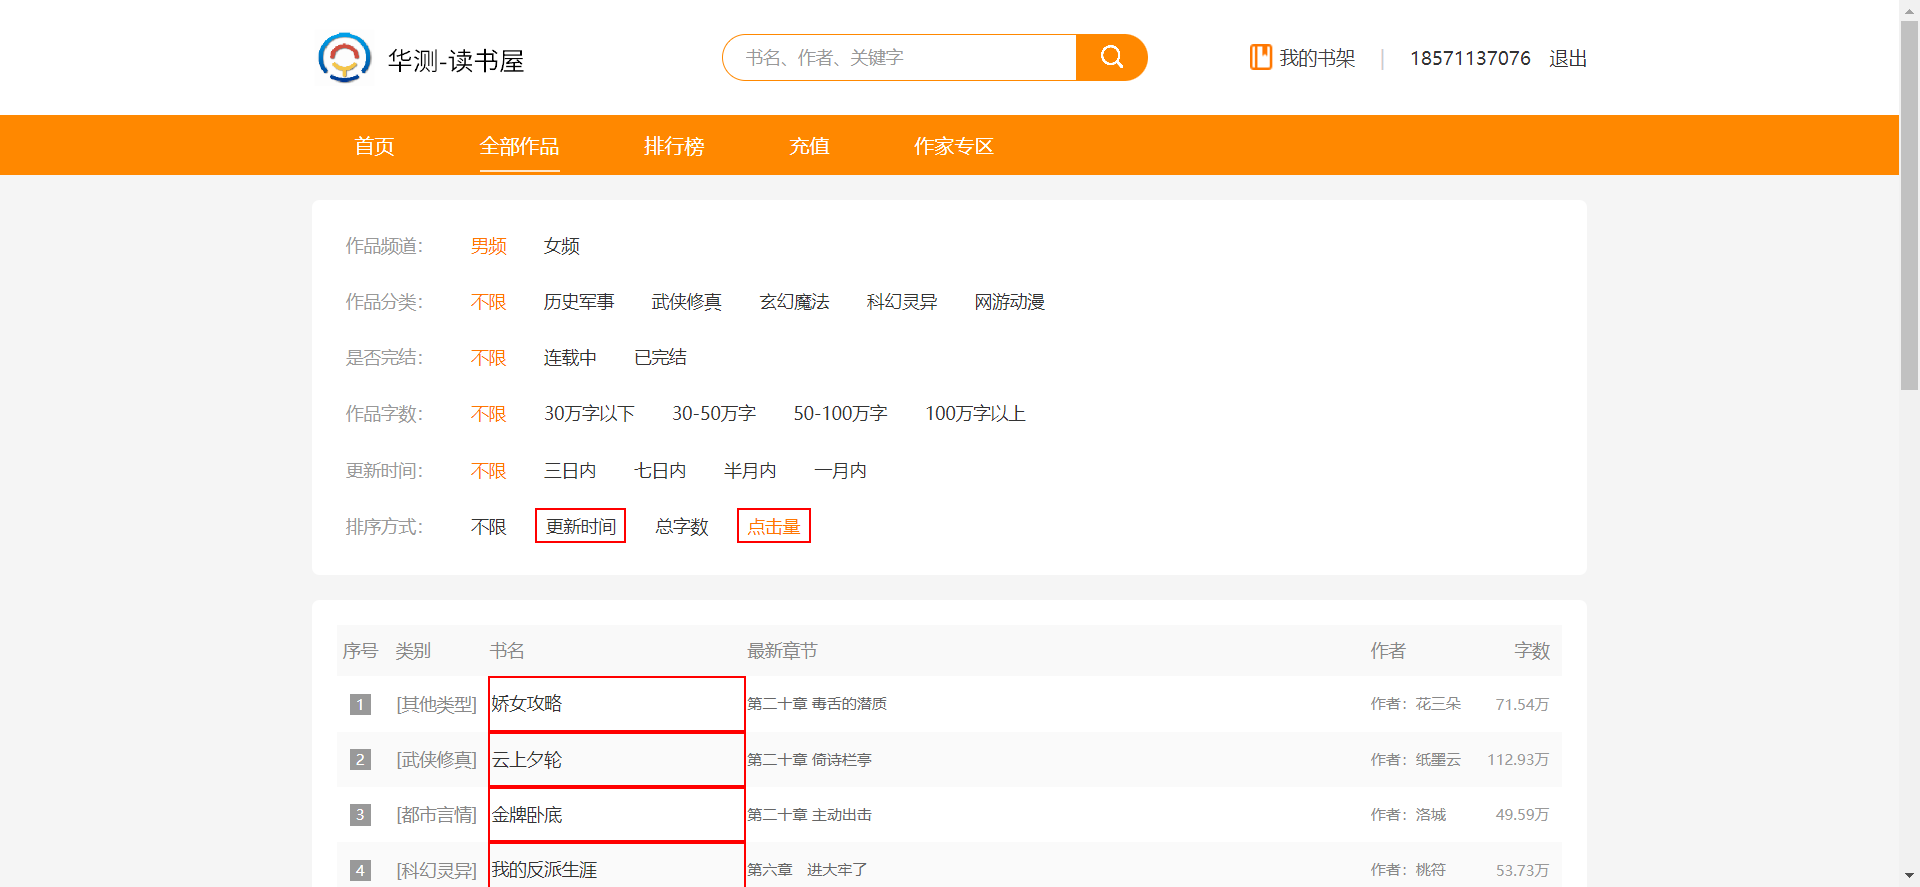 华测-读书屋
书名、作者、关键字
我的书架 | 18571137076 退出
首页 全部作品 排行榜 充值 作家专区
作品频道： 男频 女频
作品分类： 不限 历史军事 武侠修真 玄幻魔法 科幻灵异 网游动漫
是否完结： 不限 连载中 已完结
作品字数： 不限 30万字以下 30-50万字 50-100万字 100万字以上
更新时间： 不限 三日内 七日内 半月内 一月内
排序方式： 不限 更新时间 总字数 点击量
序号 类别 书名 最新章节 作者 字数
1 [其他类型] 娇女攻略 第二十章 毒舌的潜质 作者：花三朵 71.54万
2 [武侠修真] 云上夕轮 第二十章 倚诗栏亭 作者：纸墨云 112.93万
3 [都市言情] 金牌卧底 第二十章 主动出击 作者：洛城 49.59万
4 [科幻灵异] 我的反派生涯 第六章 进大牢了 作者：桃符 53.73万